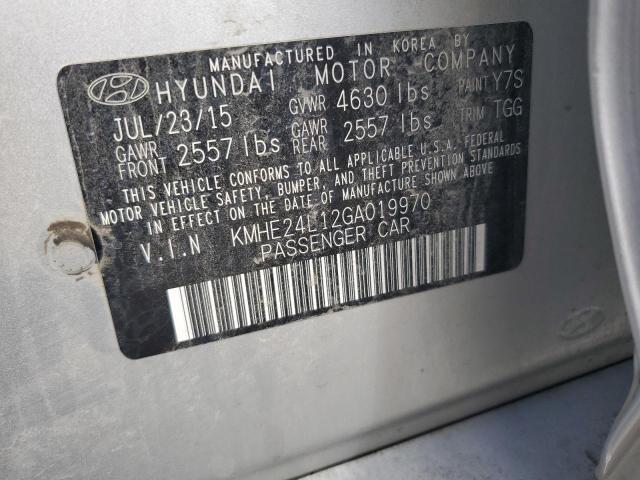 MANUFACTURED IN KOREA BY
HYUNDAI MOTOR COMPANY
JUL/23/15 GVWR 4630 lbs PAINT Y7S
GAWR FRONT 2557 lbs GAWR REAR 2557 lbs TRIM TGG
THIS VEHICLE CONFORMS TO ALL APPLICABLE U.S.A. FEDERAL
MOTOR VEHICLE SAFETY, BUMPER, AND THEFT PREVENTION STANDARDS
IN EFFECT ON THE DATE OF MANUFACTURE SHOWN ABOVE.
V.I.N KMHE24L12GA019970
PASSENGER CAR